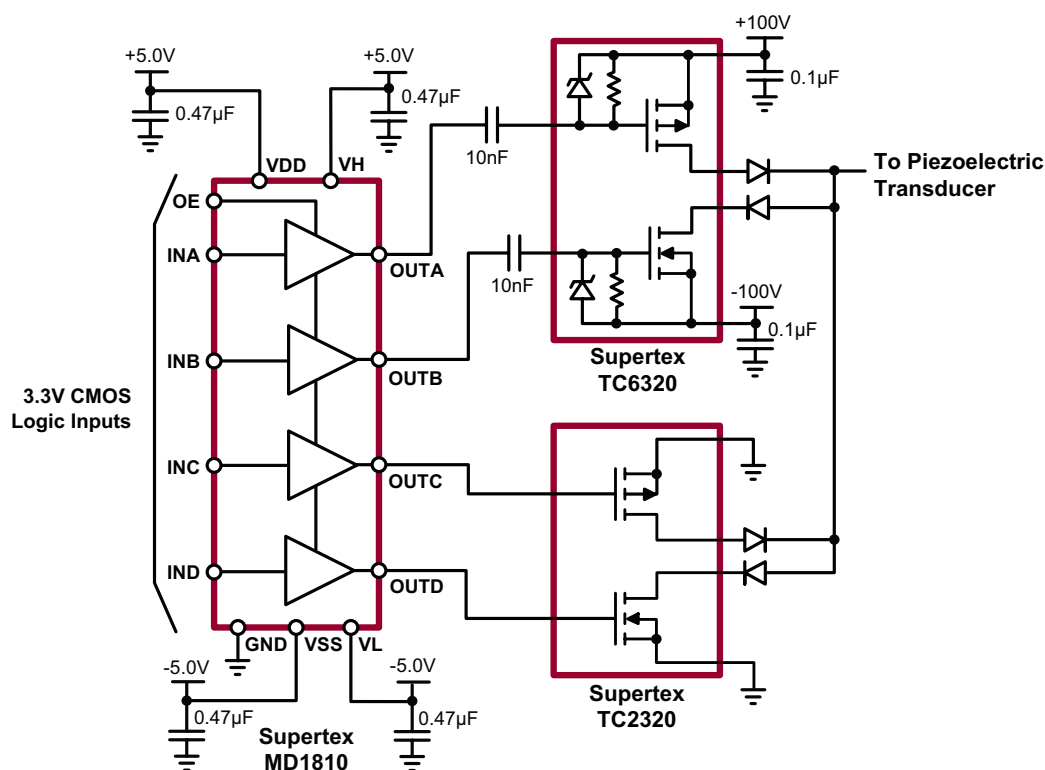 +100V
+5.0V
+5.0V
0.1µF
0.47µF
0.47µF
10nF
VDD
VH
To Piezoelectric
Transducer
OE
INA
OUTA
10nF
-100V
0.1µF
INB
OUTB
Supertex
TC6320
3.3V CMOS
Logic Inputs
INC
OUTC
IND
OUTD
GND
VSS
VL
-5.0V
-5.0V
0.47µF
0.47µF
Supertex
MD1810
Supertex
TC2320